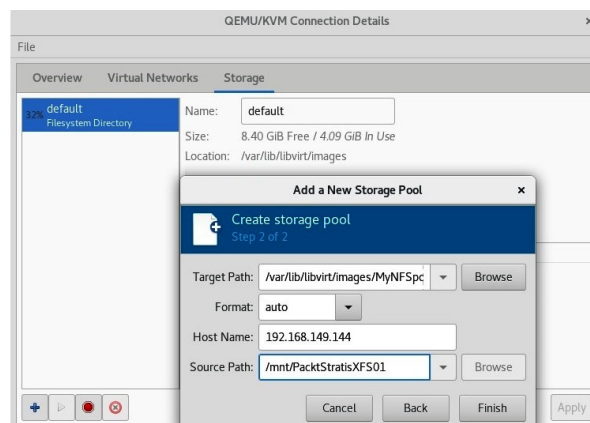 QEMU/KVM Connection Details
File
Overview Virtual Networks Storage
32% default
Filesystem Directory
Name: default
Size: 8.40 GiB Free / 4.09 GiB In Use
Location: /var/lib/libvirt/images
Add a New Storage Pool ×
Create storage pool
Step 2 of 2
Target Path: /var/lib/libvirt/images/MyNFSpo Browse
Format: auto
Host Name: 192.168.149.144
Source Path: /mnt/PacktStratisXFS01 Browse
Cancel Back Finish
Apply